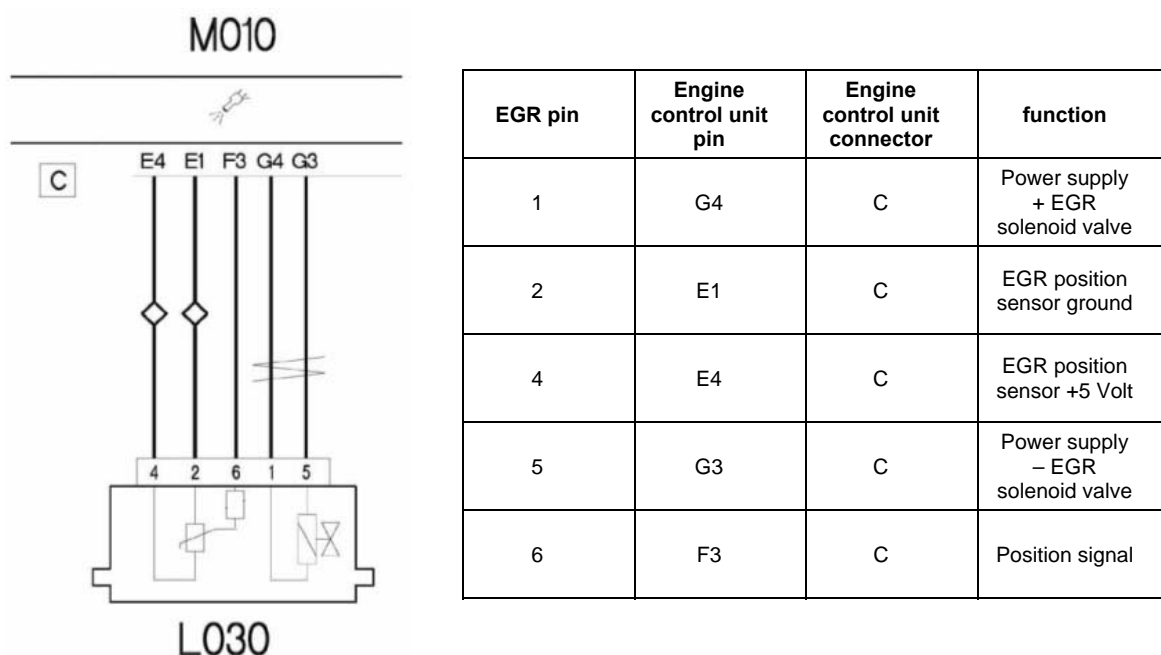 M010
C
E4 E1 F3 G4 G3
4 2 6 1 5
L030
EGR pin
Engine
control unit
pin
Engine
control unit
connector
function
1
G4
C
Power supply
+ EGR
solenoid valve
2
E1
C
EGR position
sensor ground
4
E4
C
EGR position
sensor +5 Volt
5
G3
C
Power supply
– EGR
solenoid valve
6
F3
C
Position signal